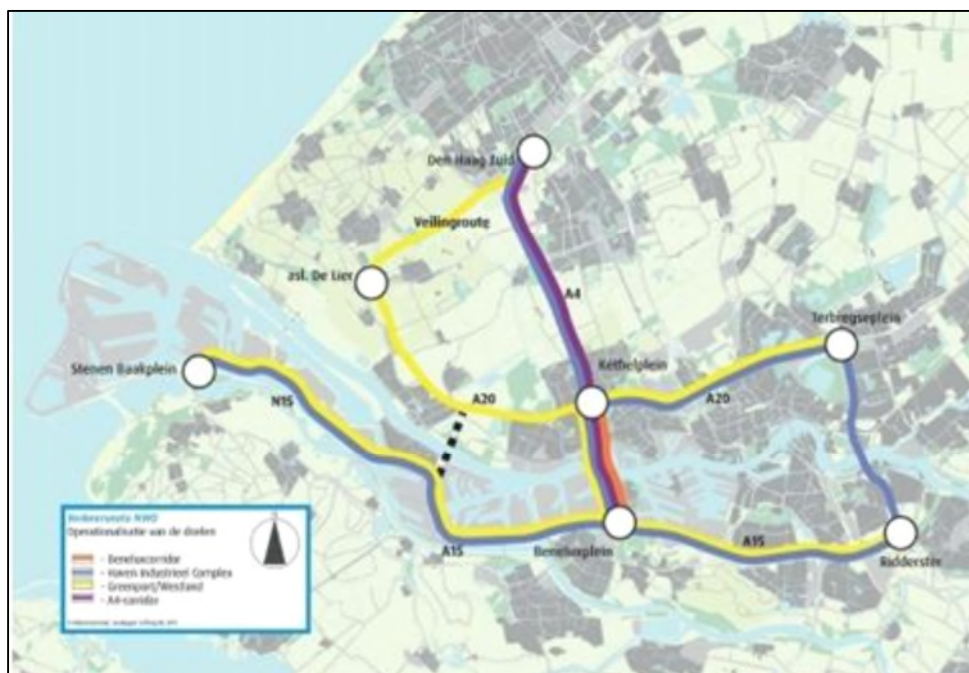 Den Haag Zuid
Veilingroute
asl. De Lier
A4
Terbregseplein
Stenen Baakplein
Kethelplein
N15
A20
A20
A15
Beneluxplein
A15
Ridderster
NWO
Operationalisatie van de doelen
- Beneluxcorridor
- Haven Industrieel Complex
- Greenport/Westland
- A4-corridor